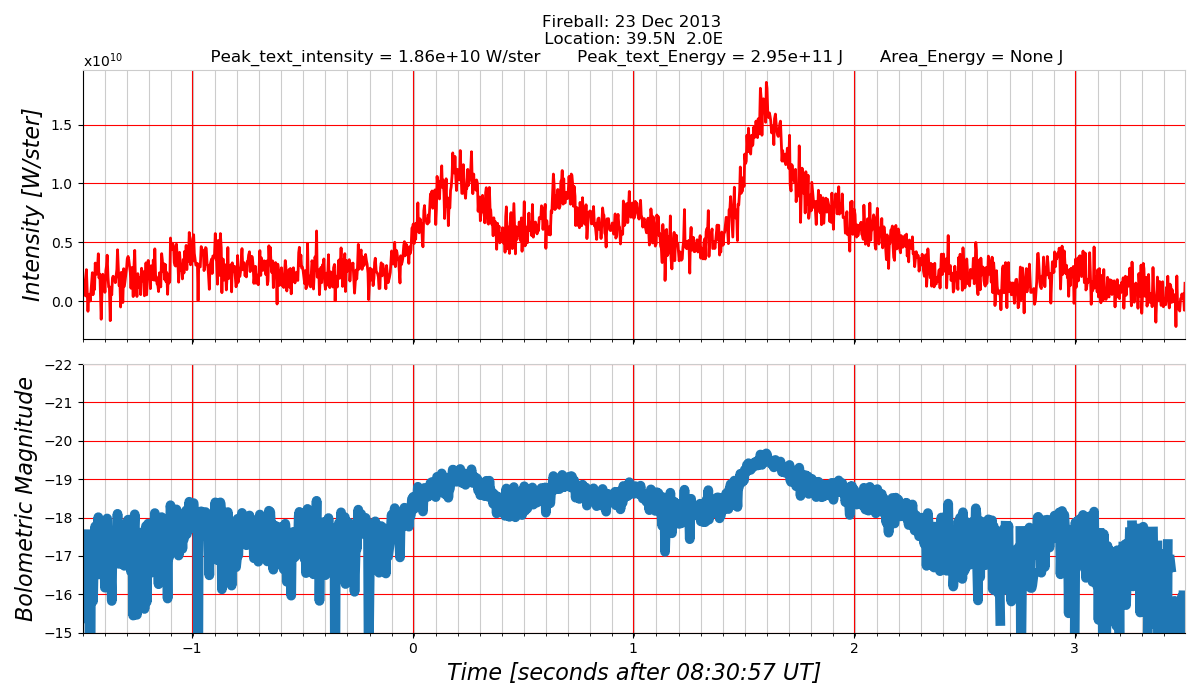 Fireball: 23 Dec 2013
Location: 39.5N  2.0E
Peak_text_intensity = 1.86e+10 W/ster       Peak_text_Energy = 2.95e+11 J       Area_Energy = None J
x10¹⁰
Intensity [W/ster]
1.5
1.0
0.5
0.0
Bolometric Magnitude
−22
−21
−20
−19
−18
−17
−16
−15
−1 0 1 2 3
Time [seconds after 08:30:57 UT]